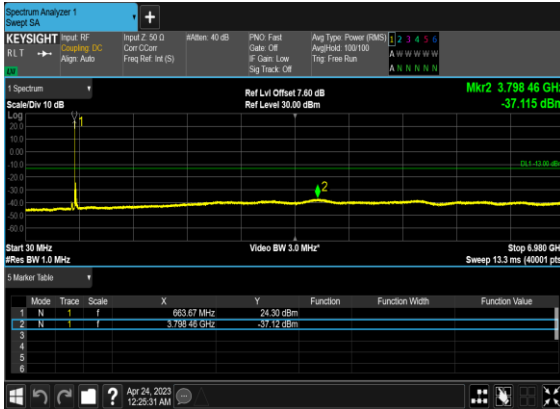 Spectrum Analyzer 1
Swept SA
+
KEYSIGHT Input: RF Input Z: 50 Ω #Atten: 40 dB PNO: Fast Avg Type: Power (RMS) 1 2 3 4 5 6
RLT Coupling: DC Corr CCorr Gate: Off Avg|Hold: 100/100 A W W W W W
Align: Auto Freq Ref: Int (S) IF Gain: Low Trig: Free Run
Sig Track: Off A N N N N N
1 Spectrum
Scale/Div 10 dB
Ref Lvl Offset 7.60 dB
Ref Level 30.00 dBm
Mkr2 3.798 46 GHz
-37.115 dBm
Log
20.0
10.0
0.00
-10.0
-20.0
-30.0
-40.0
-50.0
-60.0
1
2
DL1 -13.00 dBm
Start 30 MHz Video BW 3.0 MHz* Stop 6.980 GHz
#Res BW 1.0 MHz Sweep 13.3 ms (40001 pts)
5 Marker Table
Mode Trace Scale X Y Function Function Width Function Value
1 N 1 f 663.67 MHz 24.30 dBm
2 N 1 f 3.798 46 GHz -37.12 dBm
3
4
5
6
?
Apr 24, 2023
12:25:31 AM